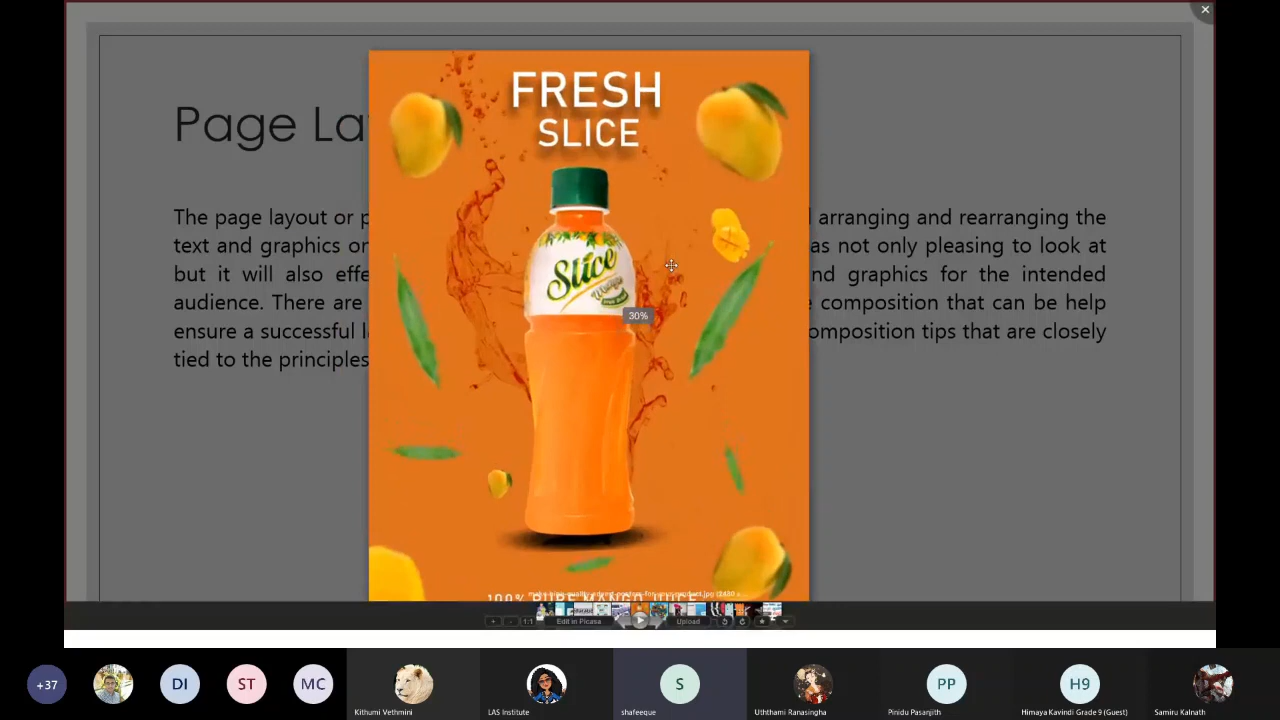 FRESH
SLICE
Page La
Slice
30%
The page layout or p
arranging and rearranging the
text and graphics or
as not only pleasing to look at
but it will also effe
nd graphics for the intended
audience. There are
composition that can be help
ensure a successful l
omposition tips that are closely
tied to the principles
100% PURE MANGO JUICE
1:1
Edit in Picasa
Upload
+37
DI
ST
MC
S
PP
H9
Kithumi Vethmini
LAS Institute
shafeeque
Uththami Ranasingha
Pinidu Pasanjith
Himaya Kavindi Grade 9 (Guest)
Samiru Kalnath